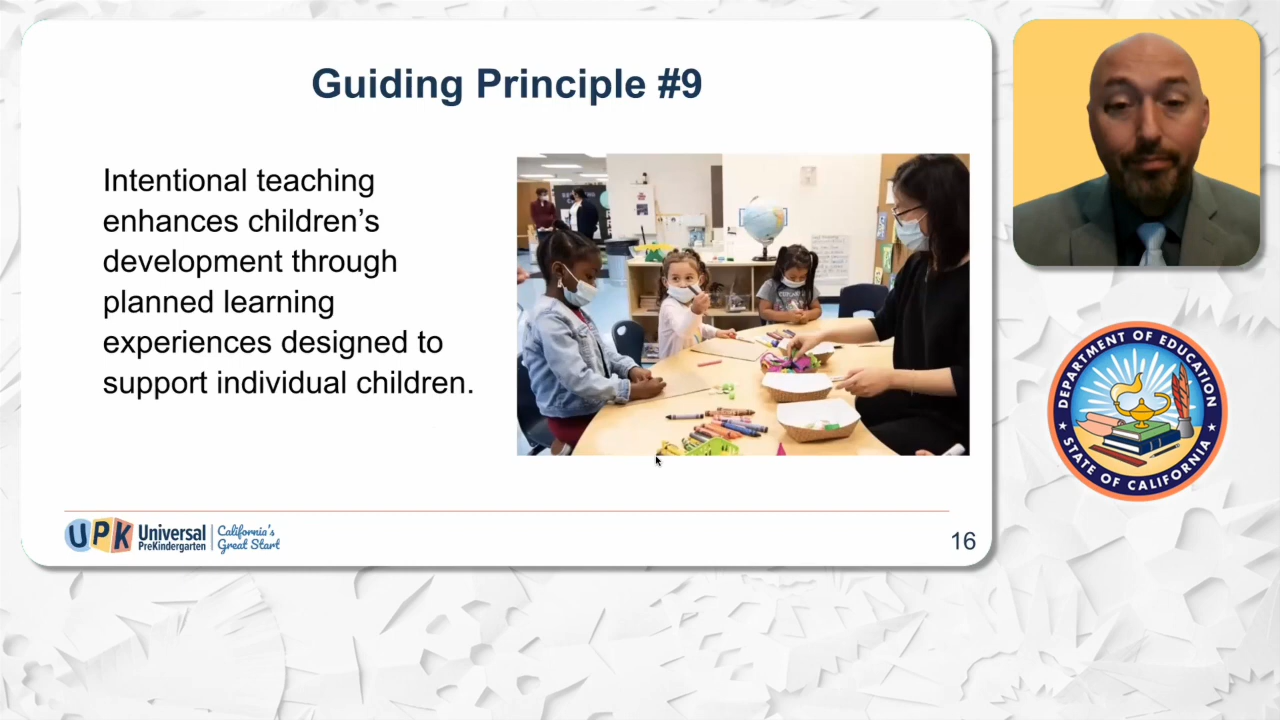 Guiding Principle #9
Intentional teaching
enhances children’s
development through
planned learning
experiences designed to
support individual children.
UPK Universal
PreKindergarten
California's
Great Start
16
DEPARTMENT OF EDUCATION
STATE OF CALIFORNIA